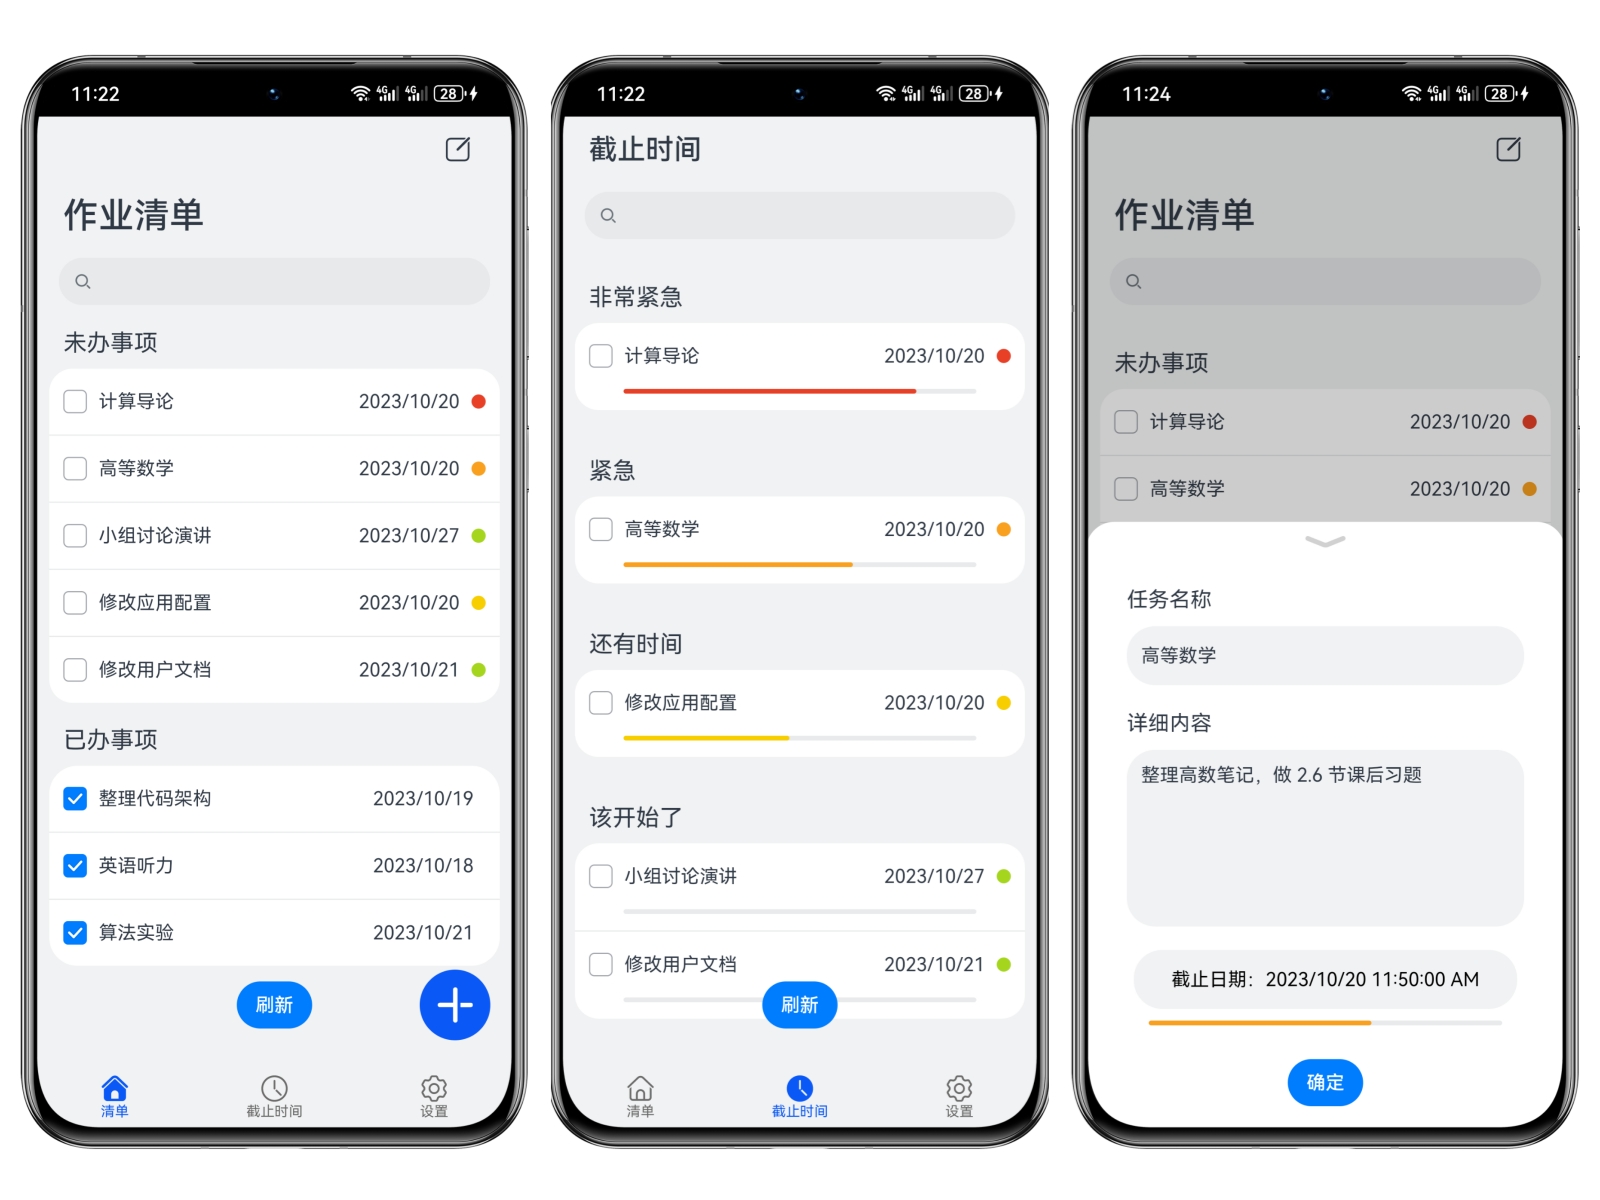 11:22
4G 4G 28
作业清单
未办事项
计算导论 2023/10/20
高等数学 2023/10/20
小组讨论演讲 2023/10/27
修改应用配置 2023/10/20
修改用户文档 2023/10/21
已办事项
整理代码架构 2023/10/19
英语听力 2023/10/18
算法实验 2023/10/21
刷新
清单 截止时间 设置
11:22
4G 4G 28
截止时间
非常紧急
计算导论 2023/10/20
紧急
高等数学 2023/10/20
还有时间
修改应用配置 2023/10/20
该开始了
小组讨论演讲 2023/10/27
修改用户文档 2023/10/21
刷新
清单 截止时间 设置
11:24
4G 4G 28
作业清单
未办事项
计算导论 2023/10/20
高等数学 2023/10/20
任务名称
高等数学
详细内容
整理高数笔记，做 2.6 节课后习题
截止日期：2023/10/20 11:50:00 AM
确定